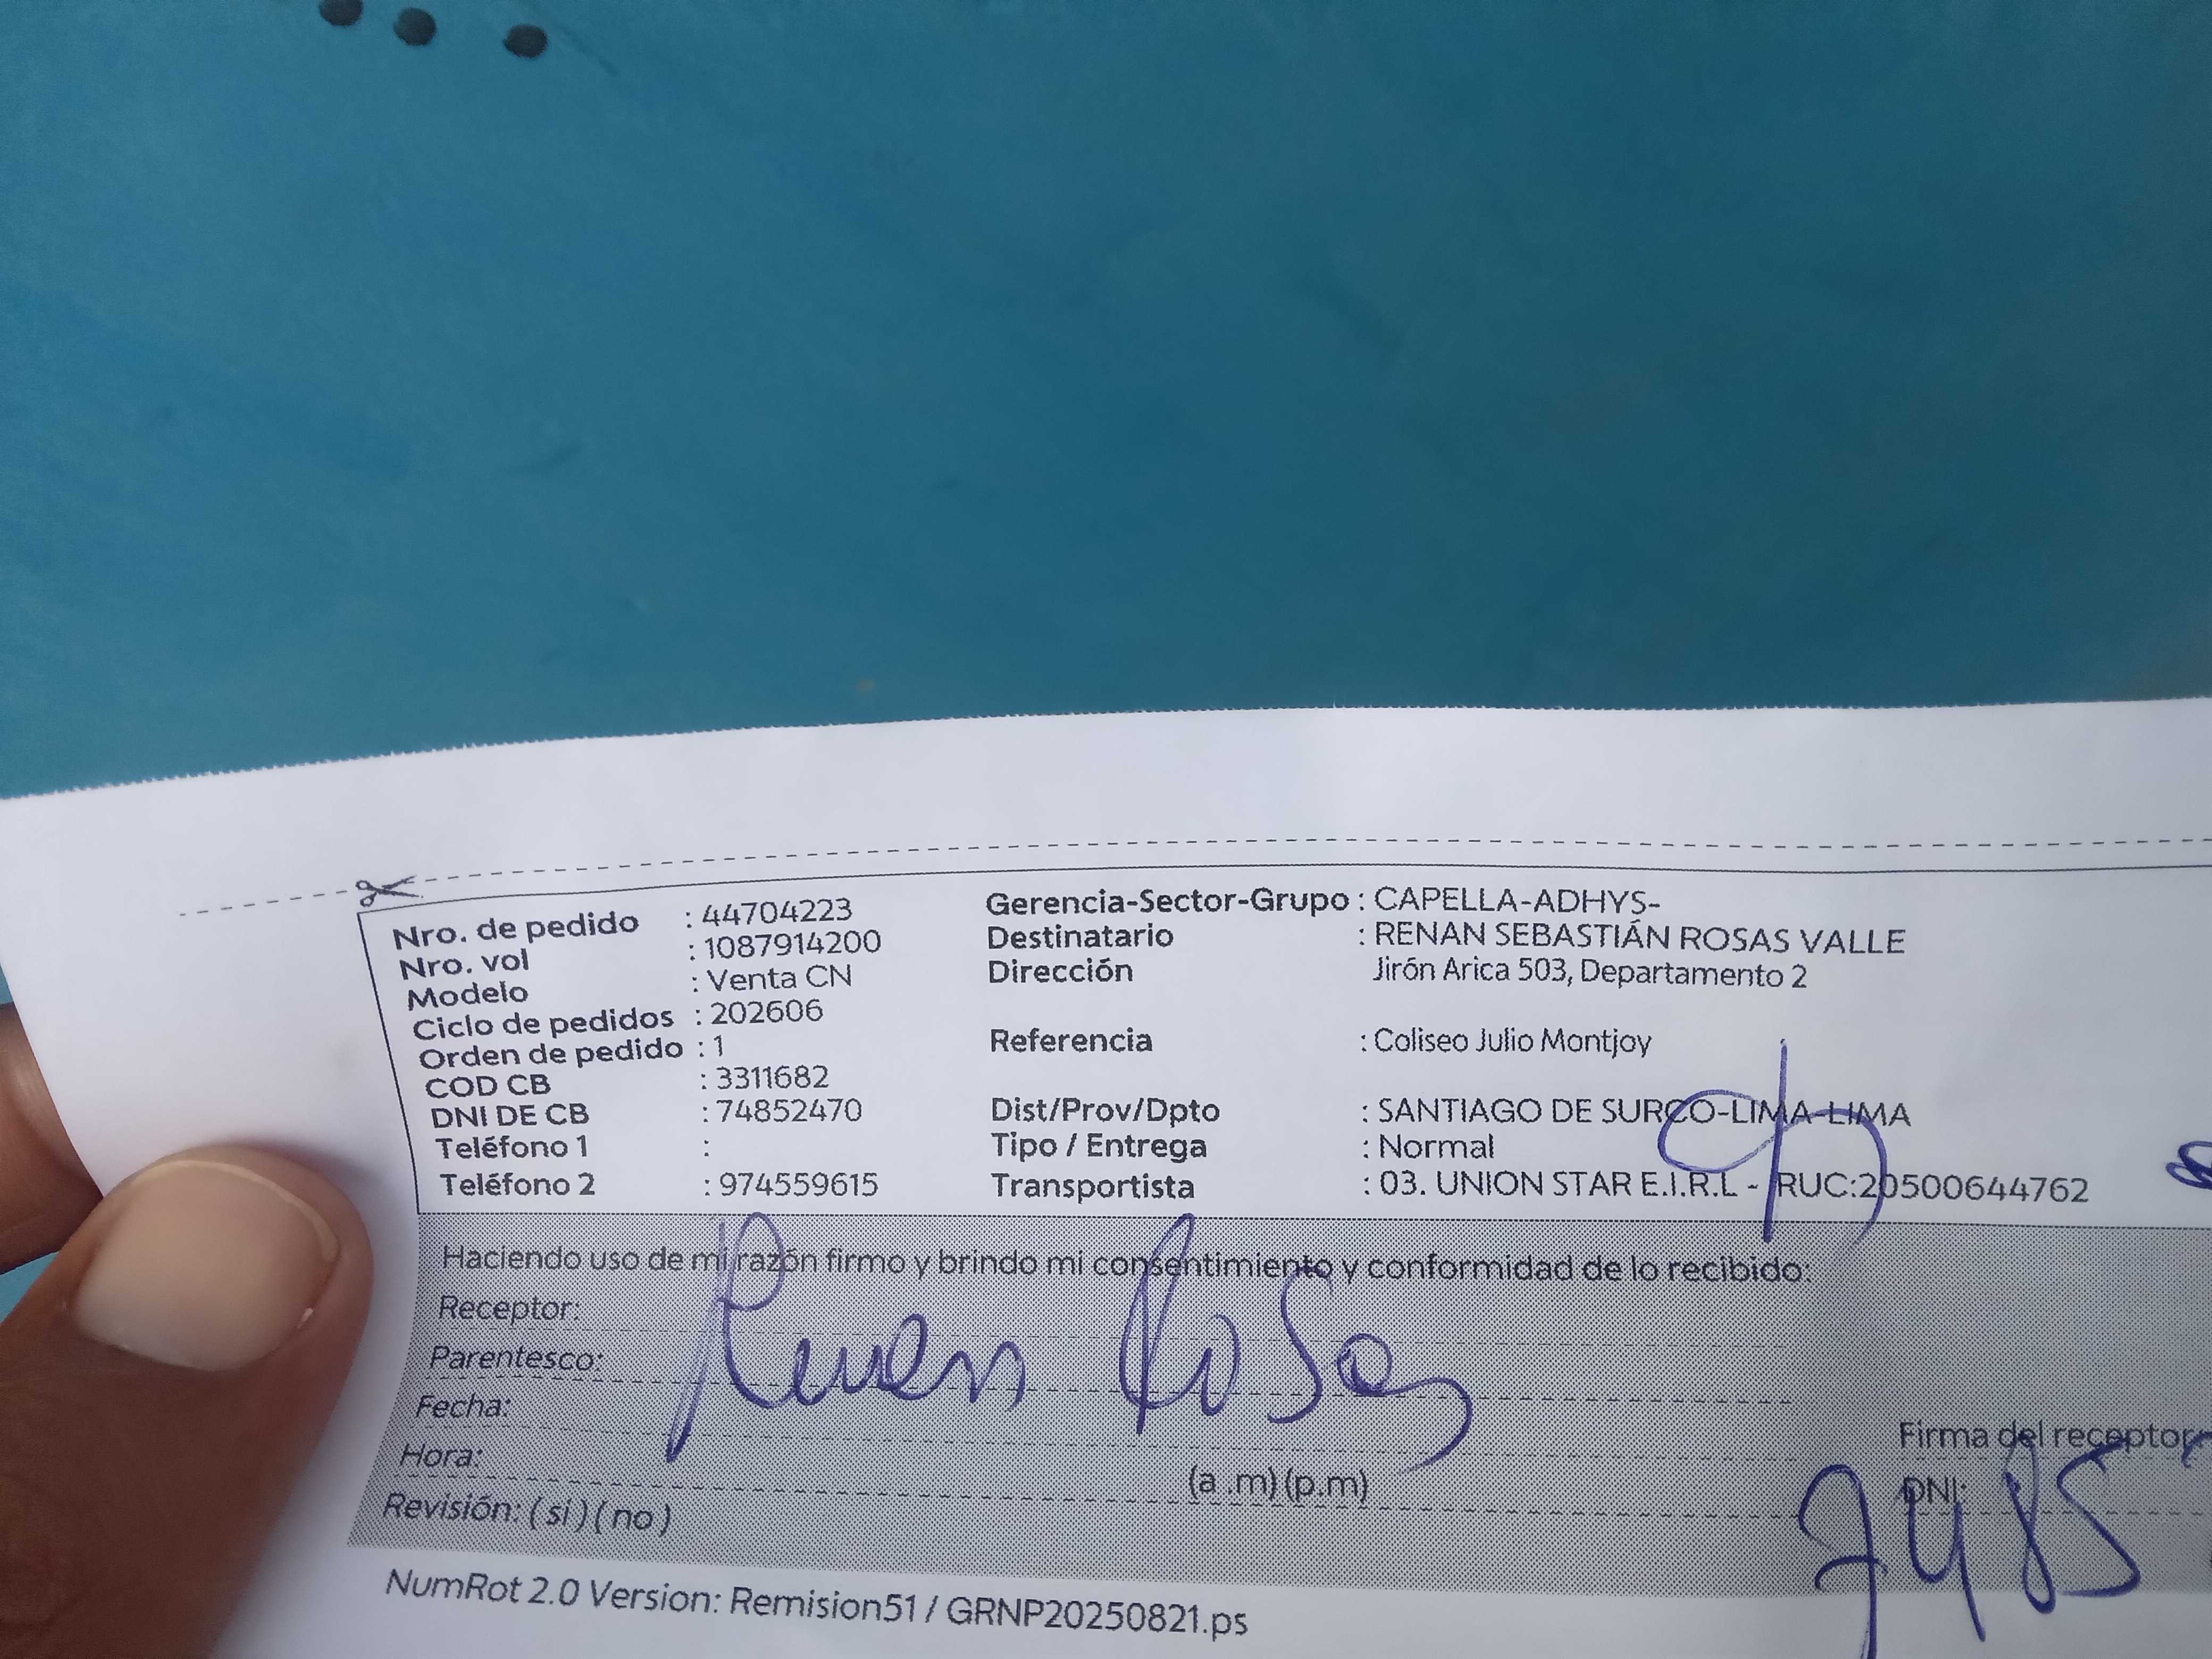 Nro. de pedido : 44704223
Nro. vol : 1087914200
Modelo : Venta CN
Ciclo de pedidos : 202606
Orden de pedido : 1
COD CB : 3311682
DNI DE CB : 74852470
Teléfono 1 :
Teléfono 2 : 974559615
Gerencia-Sector-Grupo : CAPELLA-ADHYS-
Destinatario : RENAN SEBASTIÁN ROSAS VALLE
Dirección Jirón Arica 503, Departamento 2
Referencia : Coliseo Julio Montjoy
Dist/Prov/Dpto : SANTIAGO DE SURCO-LIMA-LIMA
Tipo / Entrega : Normal
Transportista : 03. UNION STAR E.I.R.L - RUC:20500644762
Haciendo uso de mi razón firmo y brindo mi consentimiento y conformidad de lo recibido:
Receptor:
Parentesco: Renan Rosas
Fecha:
Hora: (a .m) (p.m)
Revisión: ( si ) ( no )
Firma del receptor
DNI: 7485
NumRot 2.0 Version: Remision51 / GRNP20250821.ps